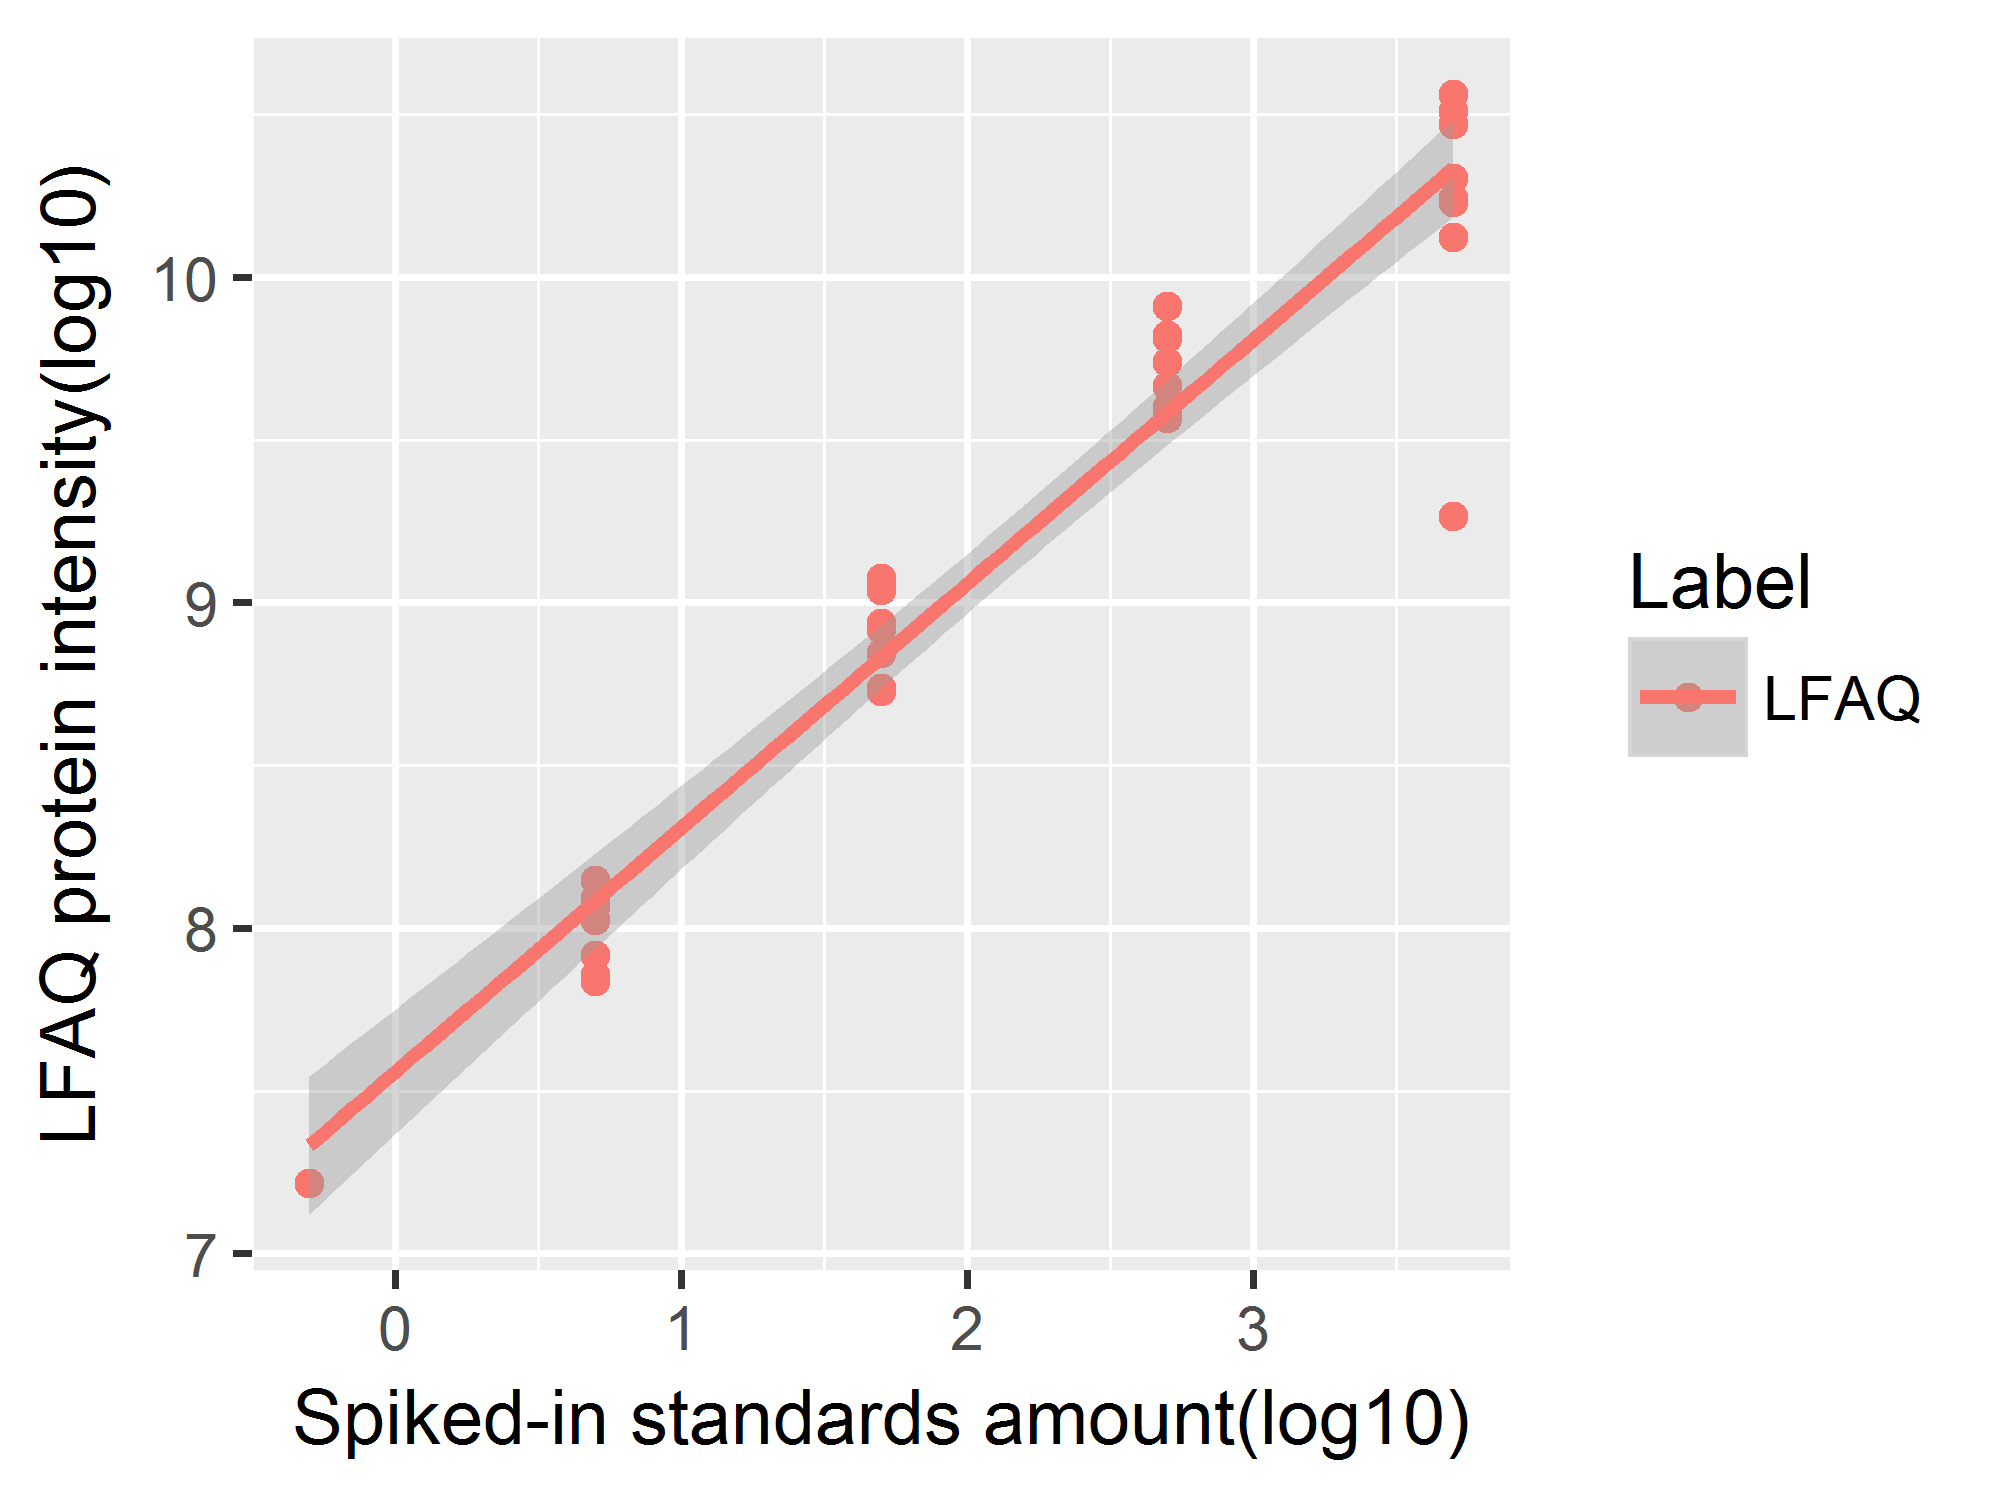 LFAQ protein intensity(log10)
10
9
8
7
0 1 2 3
Spiked-in standards amount(log10)
Label
LFAQ